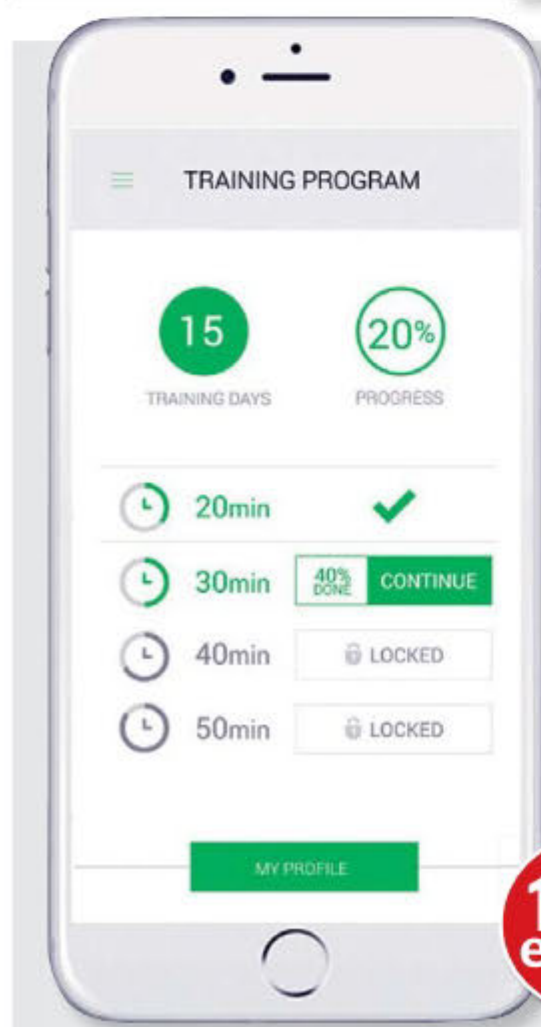 TRAINING PROGRAM
15
20%
TRAINING DAYS
PROGRESS
20min
30min
40% DONE
CONTINUE
40min
LOCKED
50min
LOCKED
MY PROFILE